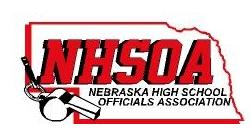 NHSOA
NEBRASKA HIGH SCHOOL
OFFICIALS ASSOCIATION